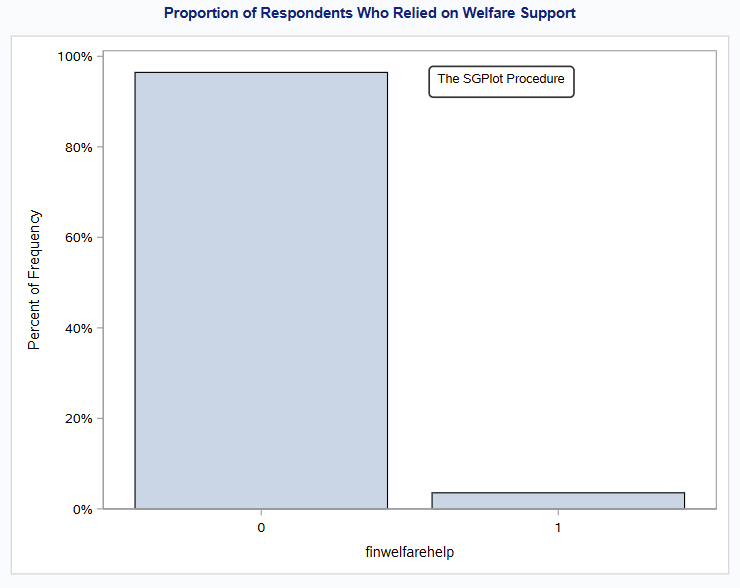 Proportion of Respondents Who Relied on Welfare Support
100%
The SGPlot Procedure
80%
60%
Percent of Frequency
40%
20%
0%
0
1
finwelfarehelp